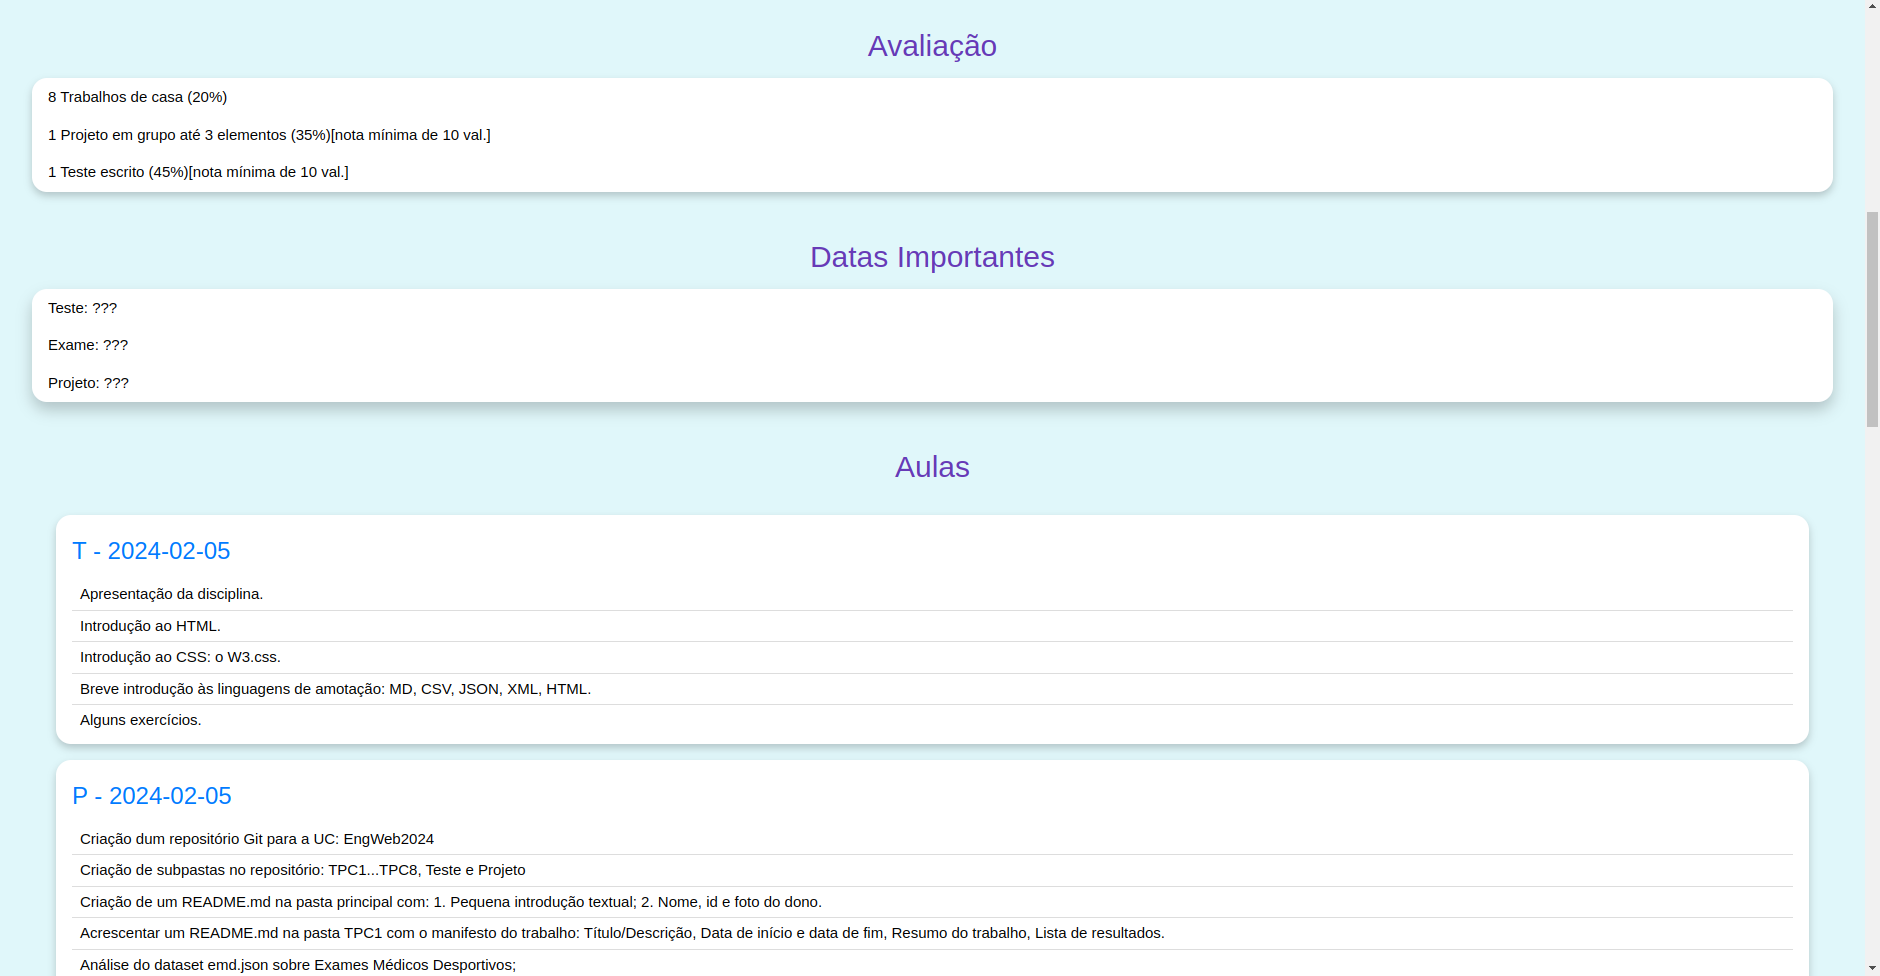 Avaliação
8 Trabalhos de casa (20%)
1 Projeto em grupo até 3 elementos (35%)[nota mínima de 10 val.]
1 Teste escrito (45%)[nota mínima de 10 val.]
Datas Importantes
Teste: ???
Exame: ???
Projeto: ???
Aulas
T - 2024-02-05
Apresentação da disciplina.
Introdução ao HTML.
Introdução ao CSS: o W3.css.
Breve introdução às linguagens de amotação: MD, CSV, JSON, XML, HTML.
Alguns exercícios.
P - 2024-02-05
Criação dum repositório Git para a UC: EngWeb2024
Criação de subpastas no repositório: TPC1...TPC8, Teste e Projeto
Criação de um README.md na pasta principal com: 1. Pequena introdução textual; 2. Nome, id e foto do dono.
Acrescentar um README.md na pasta TPC1 com o manifesto do trabalho: Título/Descrição, Data de início e data de fim, Resumo do trabalho, Lista de resultados.
Análise do dataset emd.json sobre Exames Médicos Desportivos;